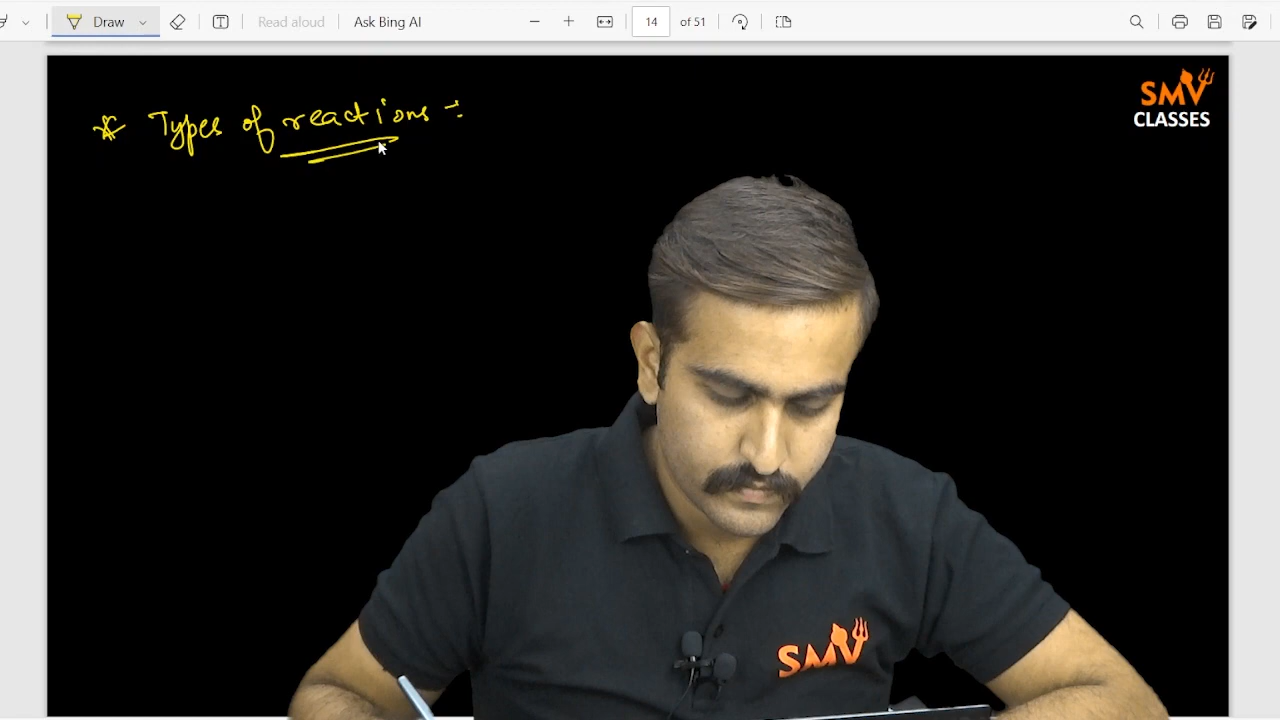 Draw
Read aloud
Ask Bing AI
14 of 51
* Types of reactions :-
SMV
CLASSES
SMV